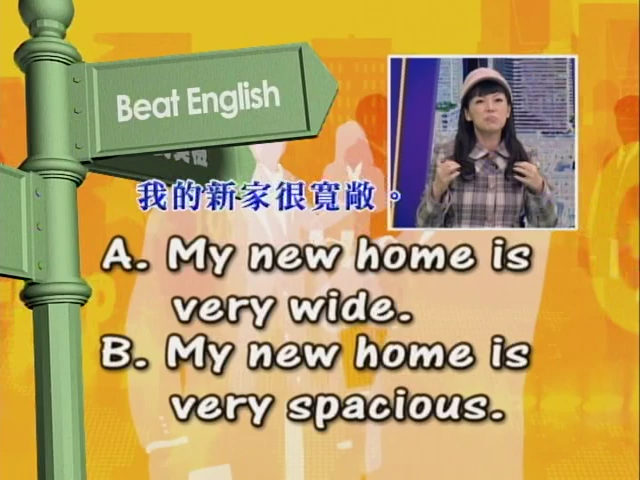 Beat English
我的新家很寬敞。
A. My new home is
very wide.
B. My new home is
very spacious.